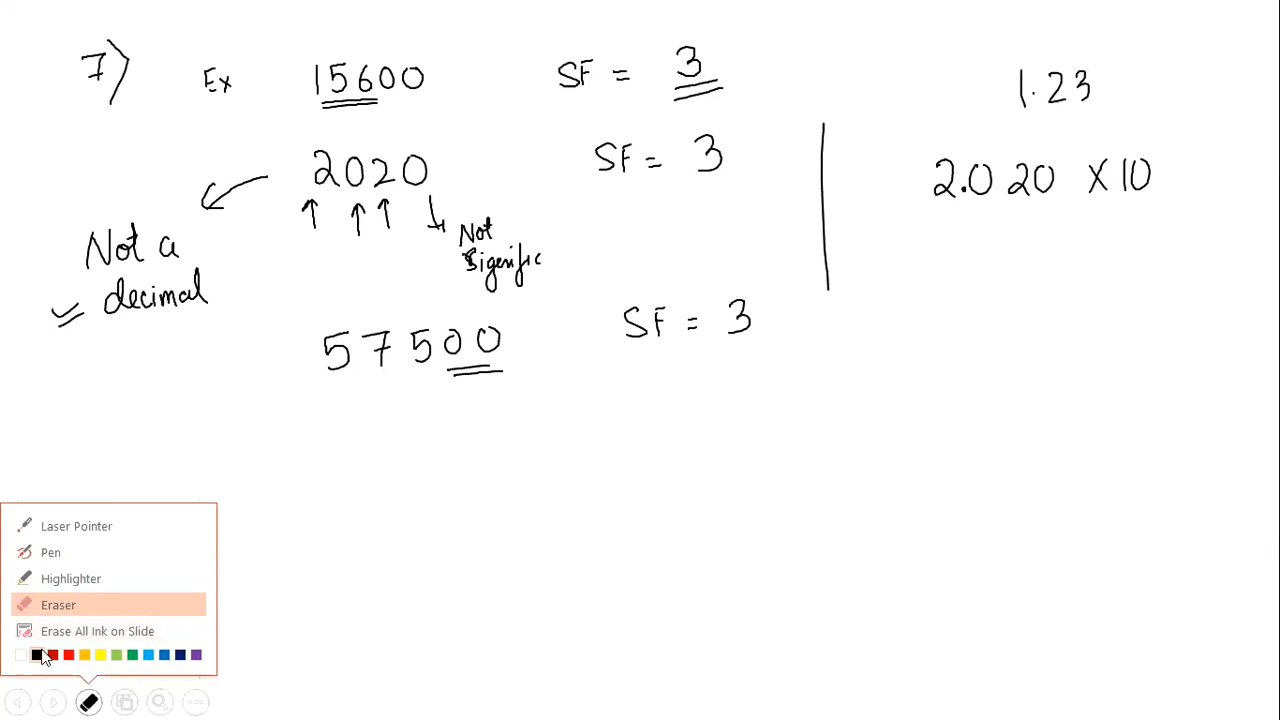 7) Ex 15600 SF = 3
2020 SF = 3
Not Sigenific
Not a
decimal
57500 SF = 3
1.23
2.020 X 10
Laser Pointer
Pen
Highlighter
Eraser
Erase All Ink on Slide